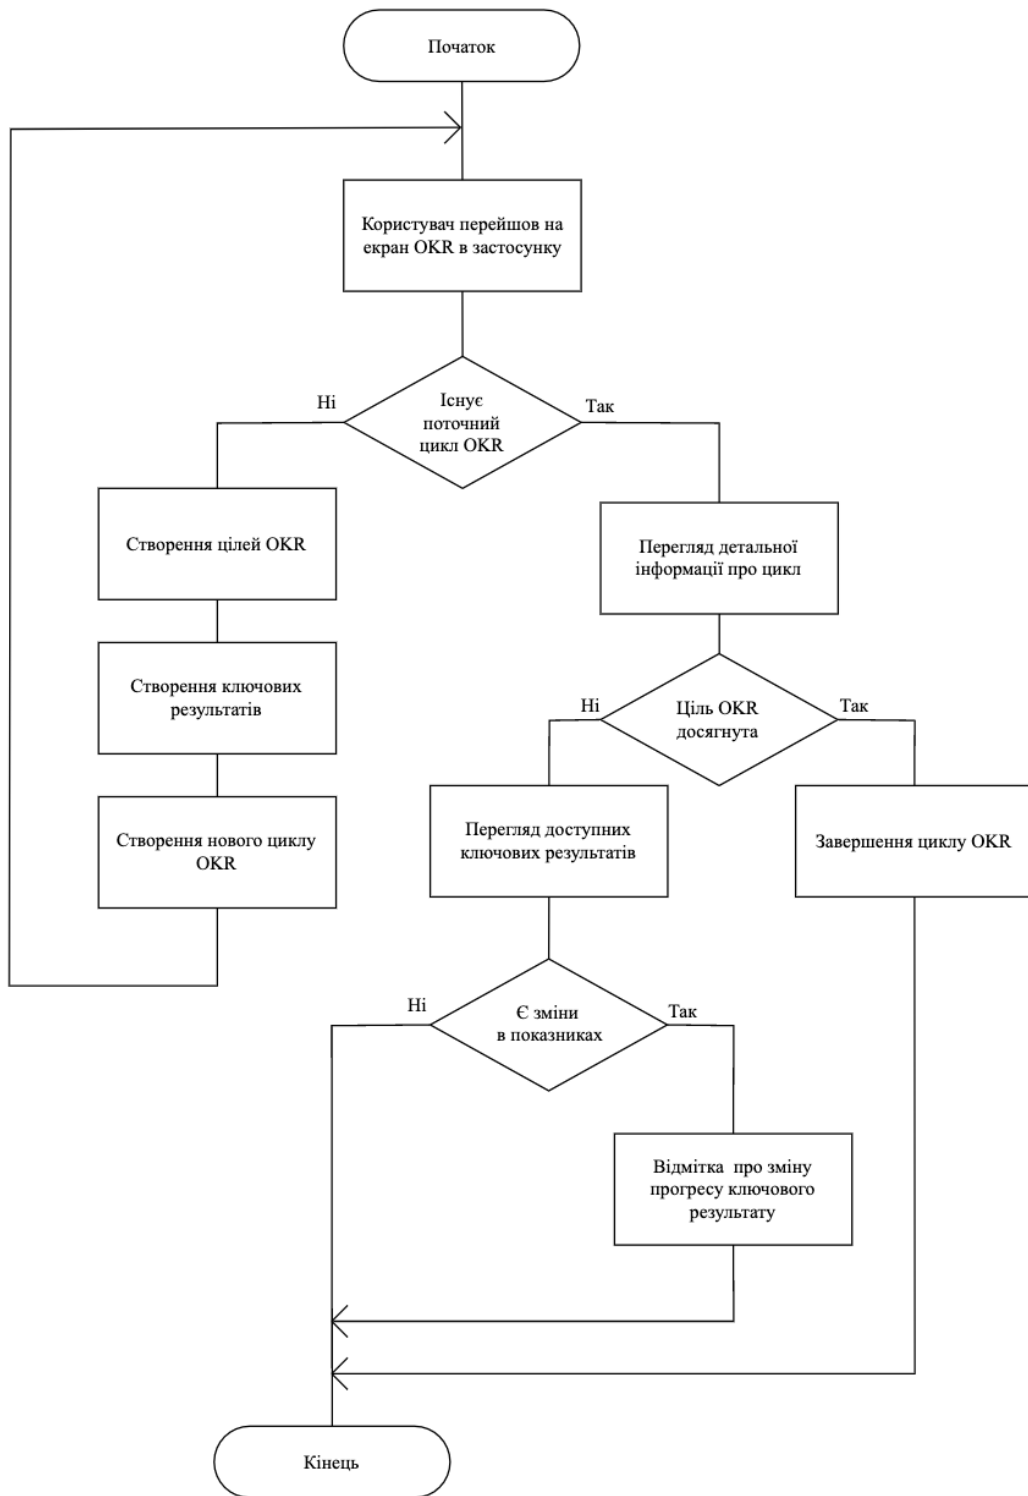 Початок
Користувач перейшов на
екран OKR в застосунку
Існує
поточний
цикл OKR
Ні
Так
Створення цілей OKR
Перегляд детальної
інформації про цикл
Створення ключових
результатів
Ціль OKR
досягнута
Ні
Так
Створення нового циклу
OKR
Перегляд доступних
ключових результатів
Завершення циклу OKR
Є зміни
в показниках
Ні
Так
Відмітка про зміну
прогресу ключового
результату
Кінець